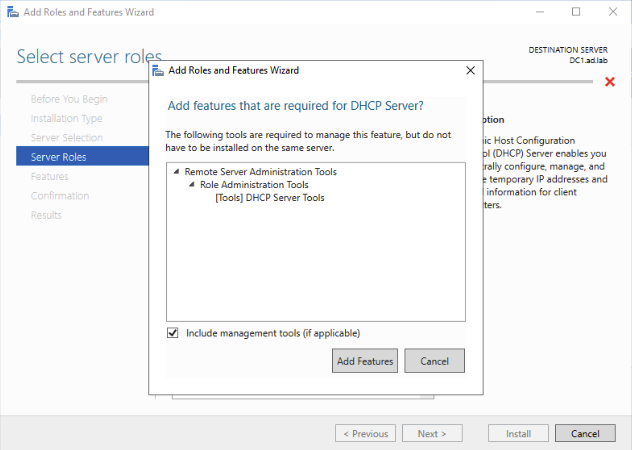 Add Roles and Features Wizard
Select server roles
DESTINATION SERVER
DC1.ad.lab
Before You Begin
Installation Type
Server Selection
Server Roles
Features
Confirmation
Results
Add Roles and Features Wizard
Add features that are required for DHCP Server?
The following tools are required to manage this feature, but do not
have to be installed on the same server.
Remote Server Administration Tools
Role Administration Tools
[Tools] DHCP Server Tools
Include management tools (if applicable)
Add Features
Cancel
ption
ic Host Configuration
ol (DHCP) Server enables you
trally configure, manage, and
e temporary IP addresses and
d information for client
ters.
< Previous
Next >
Install
Cancel